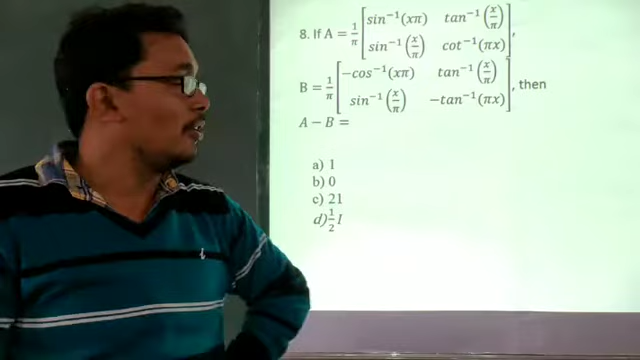 8. If A = 1/π [sin⁻¹(xπ) tan⁻¹(x/π)
sin⁻¹(x/π) cot⁻¹(πx)],
B = 1/π [−cos⁻¹(xπ) tan⁻¹(x/π)
sin⁻¹(x/π) −tan⁻¹(πx)], then
A − B =
a) 1
b) 0
c) 21
d) 1/2 I